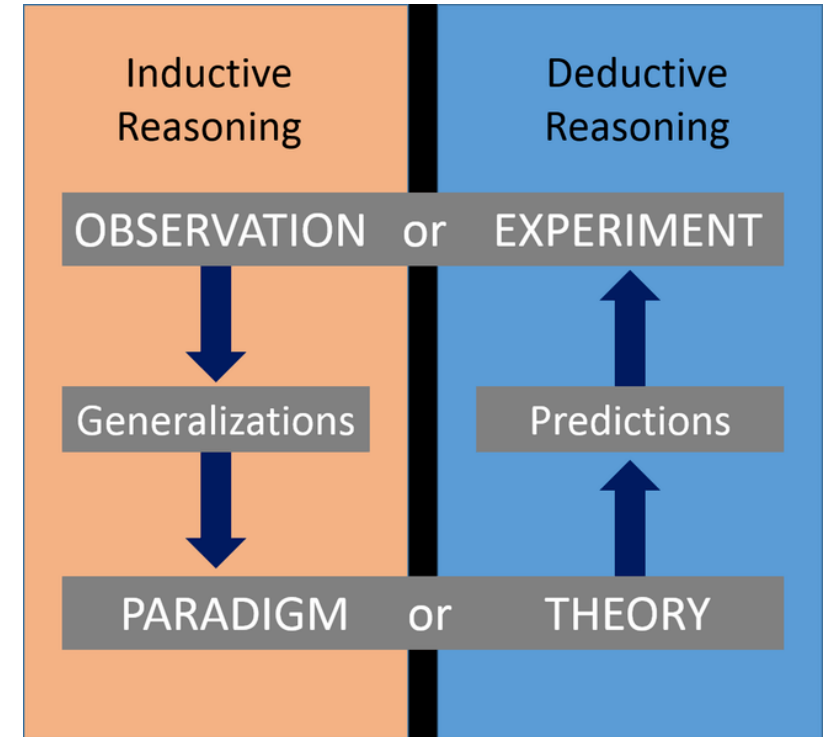 Inductive
Reasoning
Deductive
Reasoning
OBSERVATION or EXPERIMENT
Generalizations
Predictions
PARADIGM or THEORY